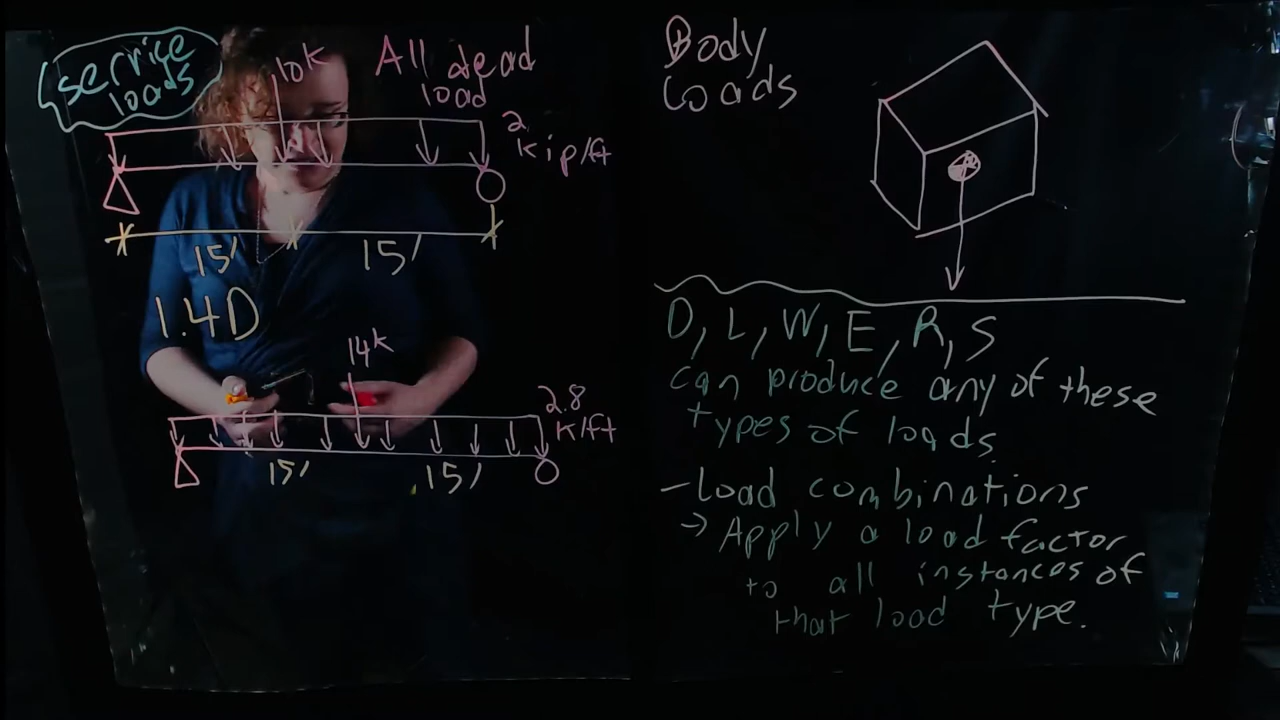 service
loads
10k
All dead
load
2
kip/ft
15'
15'
1.4D
14k
2.8
k/ft
15'
15'
Body
Loads
D, L, W, E, R, S
can produce any of these
types of loads.
- Load combinations
→ Apply a load factor
to all instances of
that load type.